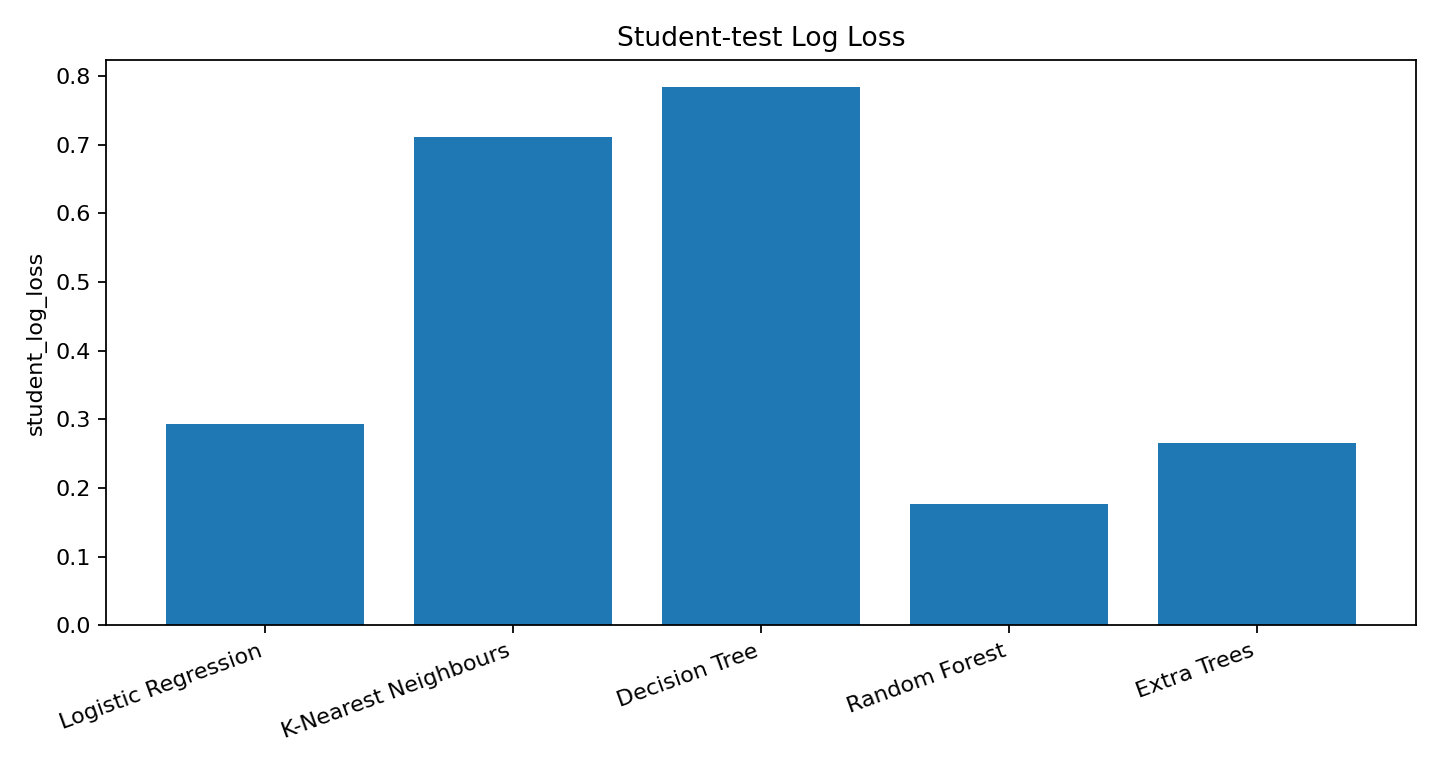 Student-test Log Loss
student_log_loss
0.8
0.7
0.6
0.5
0.4
0.3
0.2
0.1
0.0
Logistic Regression
K-Nearest Neighbours
Decision Tree
Random Forest
Extra Trees